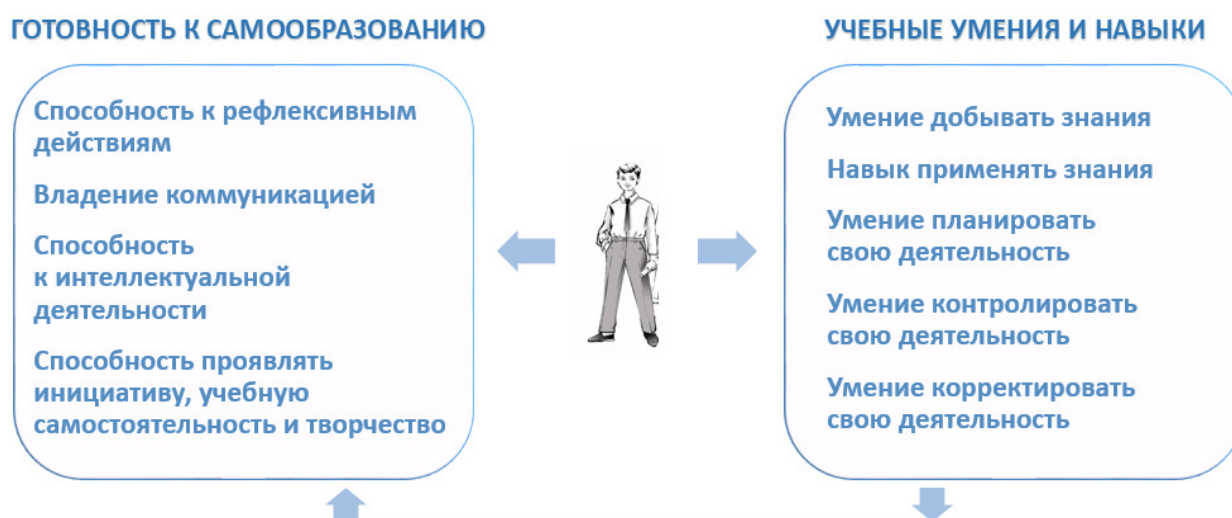 ГОТОВНОСТЬ К САМООБРАЗОВАНИЮ
Способность к рефлексивным
действиям
Владение коммуникацией
Способность
к интеллектуальной
деятельности
Способность проявлять
инициативу, учебную
самостоятельность и творчество
УЧЕБНЫЕ УМЕНИЯ И НАВЫКИ
Умение добывать знания
Навык применять знания
Умение планировать
свою деятельность
Умение контролировать
свою деятельность
Умение корректировать
свою деятельность